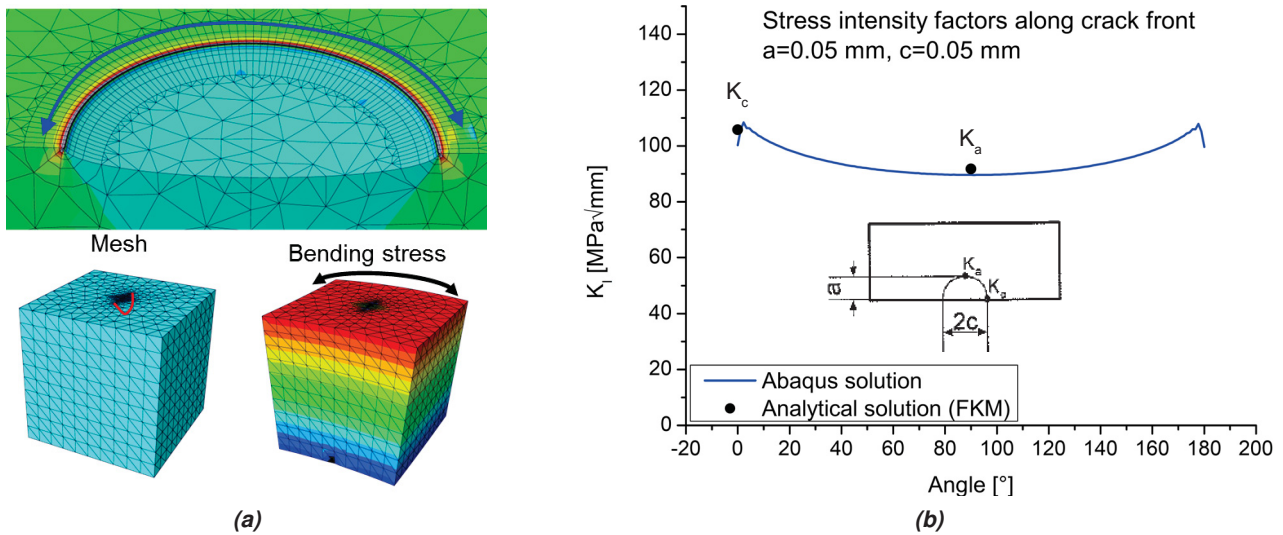 Mesh
Bending stress
(a)
Stress intensity factors along crack front
a=0.05 mm, c=0.05 mm
K_I [MPa√mm]
140
120
100
80
60
40
20
0
K_c
K_a
K_a
K_g
a
2c
Abaqus solution
Analytical solution (FKM)
-20 0 20 40 60 80 100 120 140 160 180 200
Angle [°]
(b)